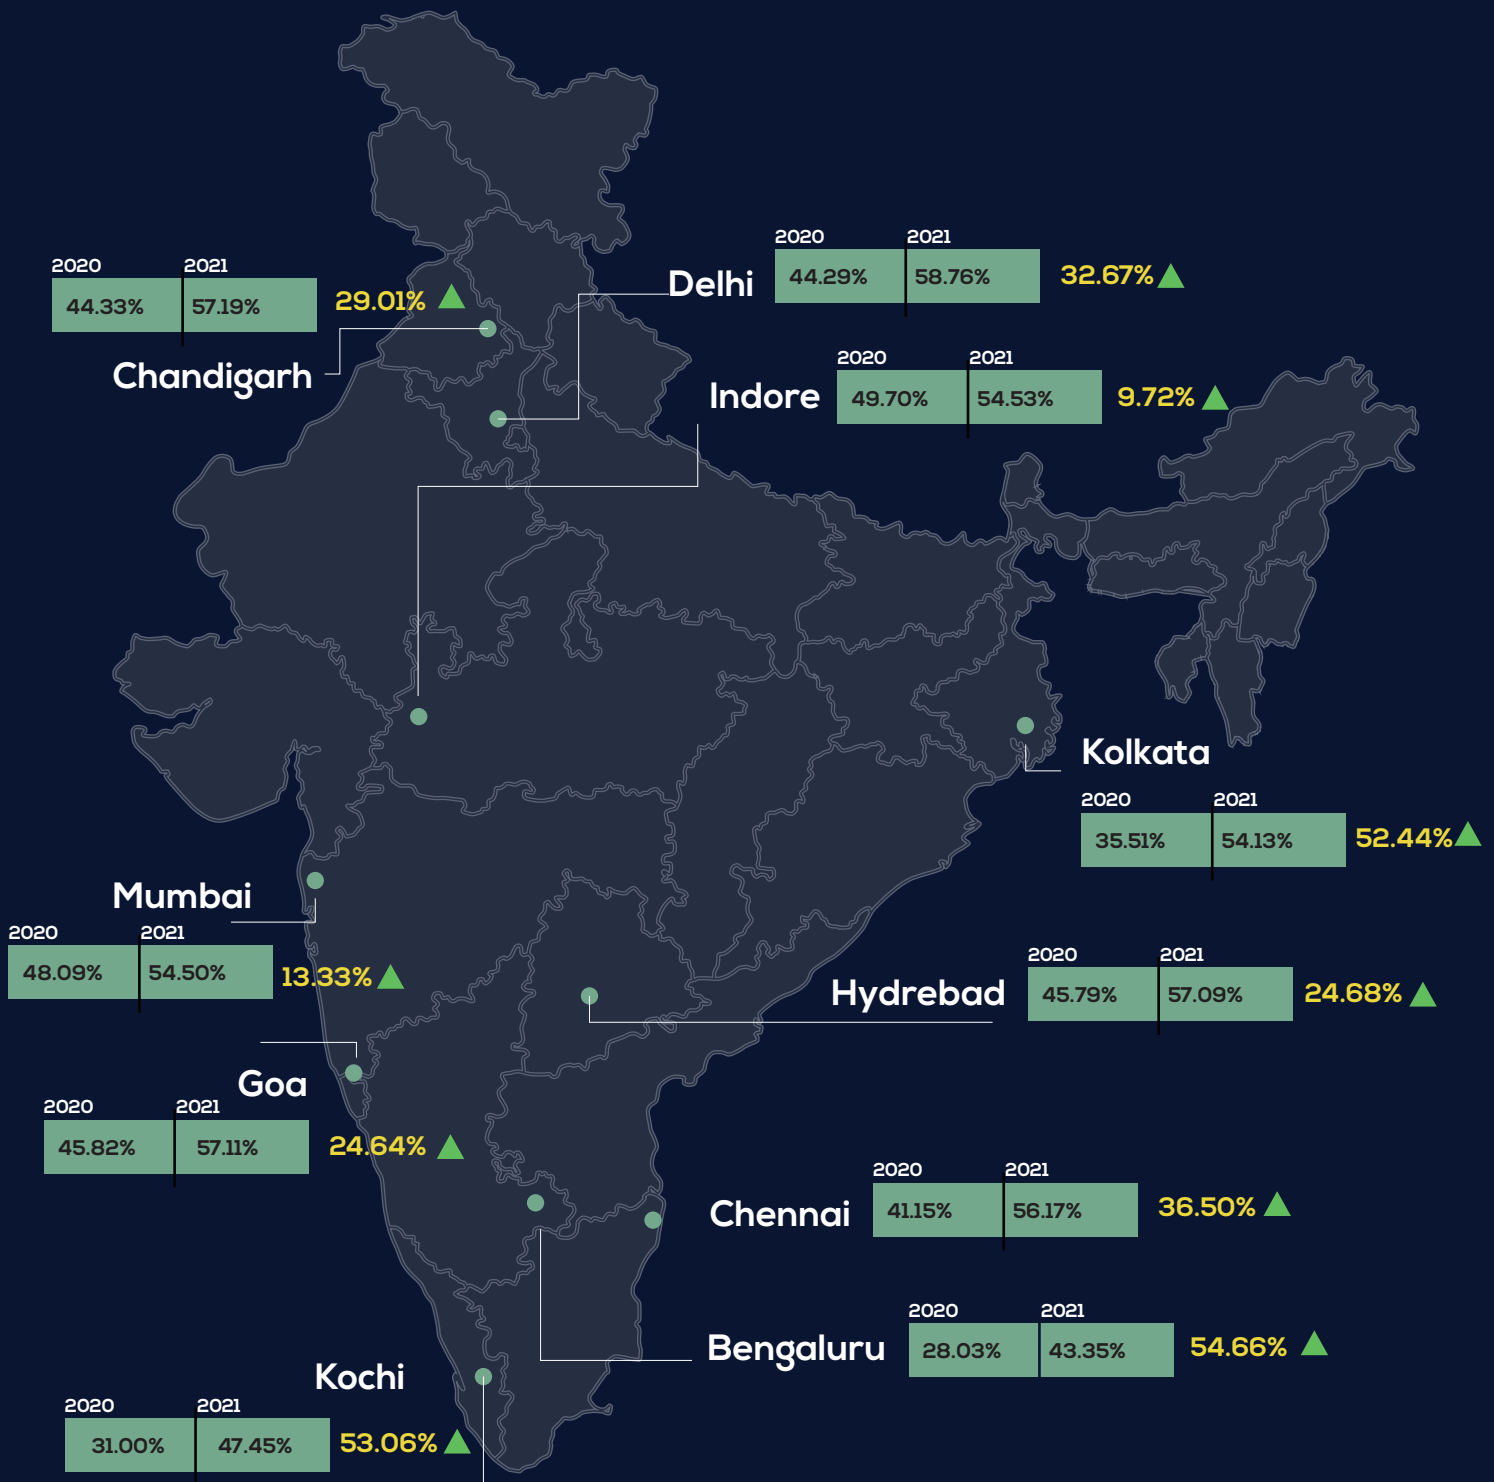 2020 2021
44.29% 58.76% 32.67%
Delhi
2020 2021
44.33% 57.19% 29.01%
Chandigarh
2020 2021
Indore 49.70% 54.53% 9.72%
Kolkata
2020 2021
35.51% 54.13% 52.44%
Mumbai
2020 2021
48.09% 54.50% 13.33%
2020 2021
Hydrebad 45.79% 57.09% 24.68%
Goa
2020 2021
45.82% 57.11% 24.64%
2020 2021
Chennai 41.15% 56.17% 36.50%
2020 2021
Bengaluru 28.03% 43.35% 54.66%
Kochi
2020 2021
31.00% 47.45% 53.06%